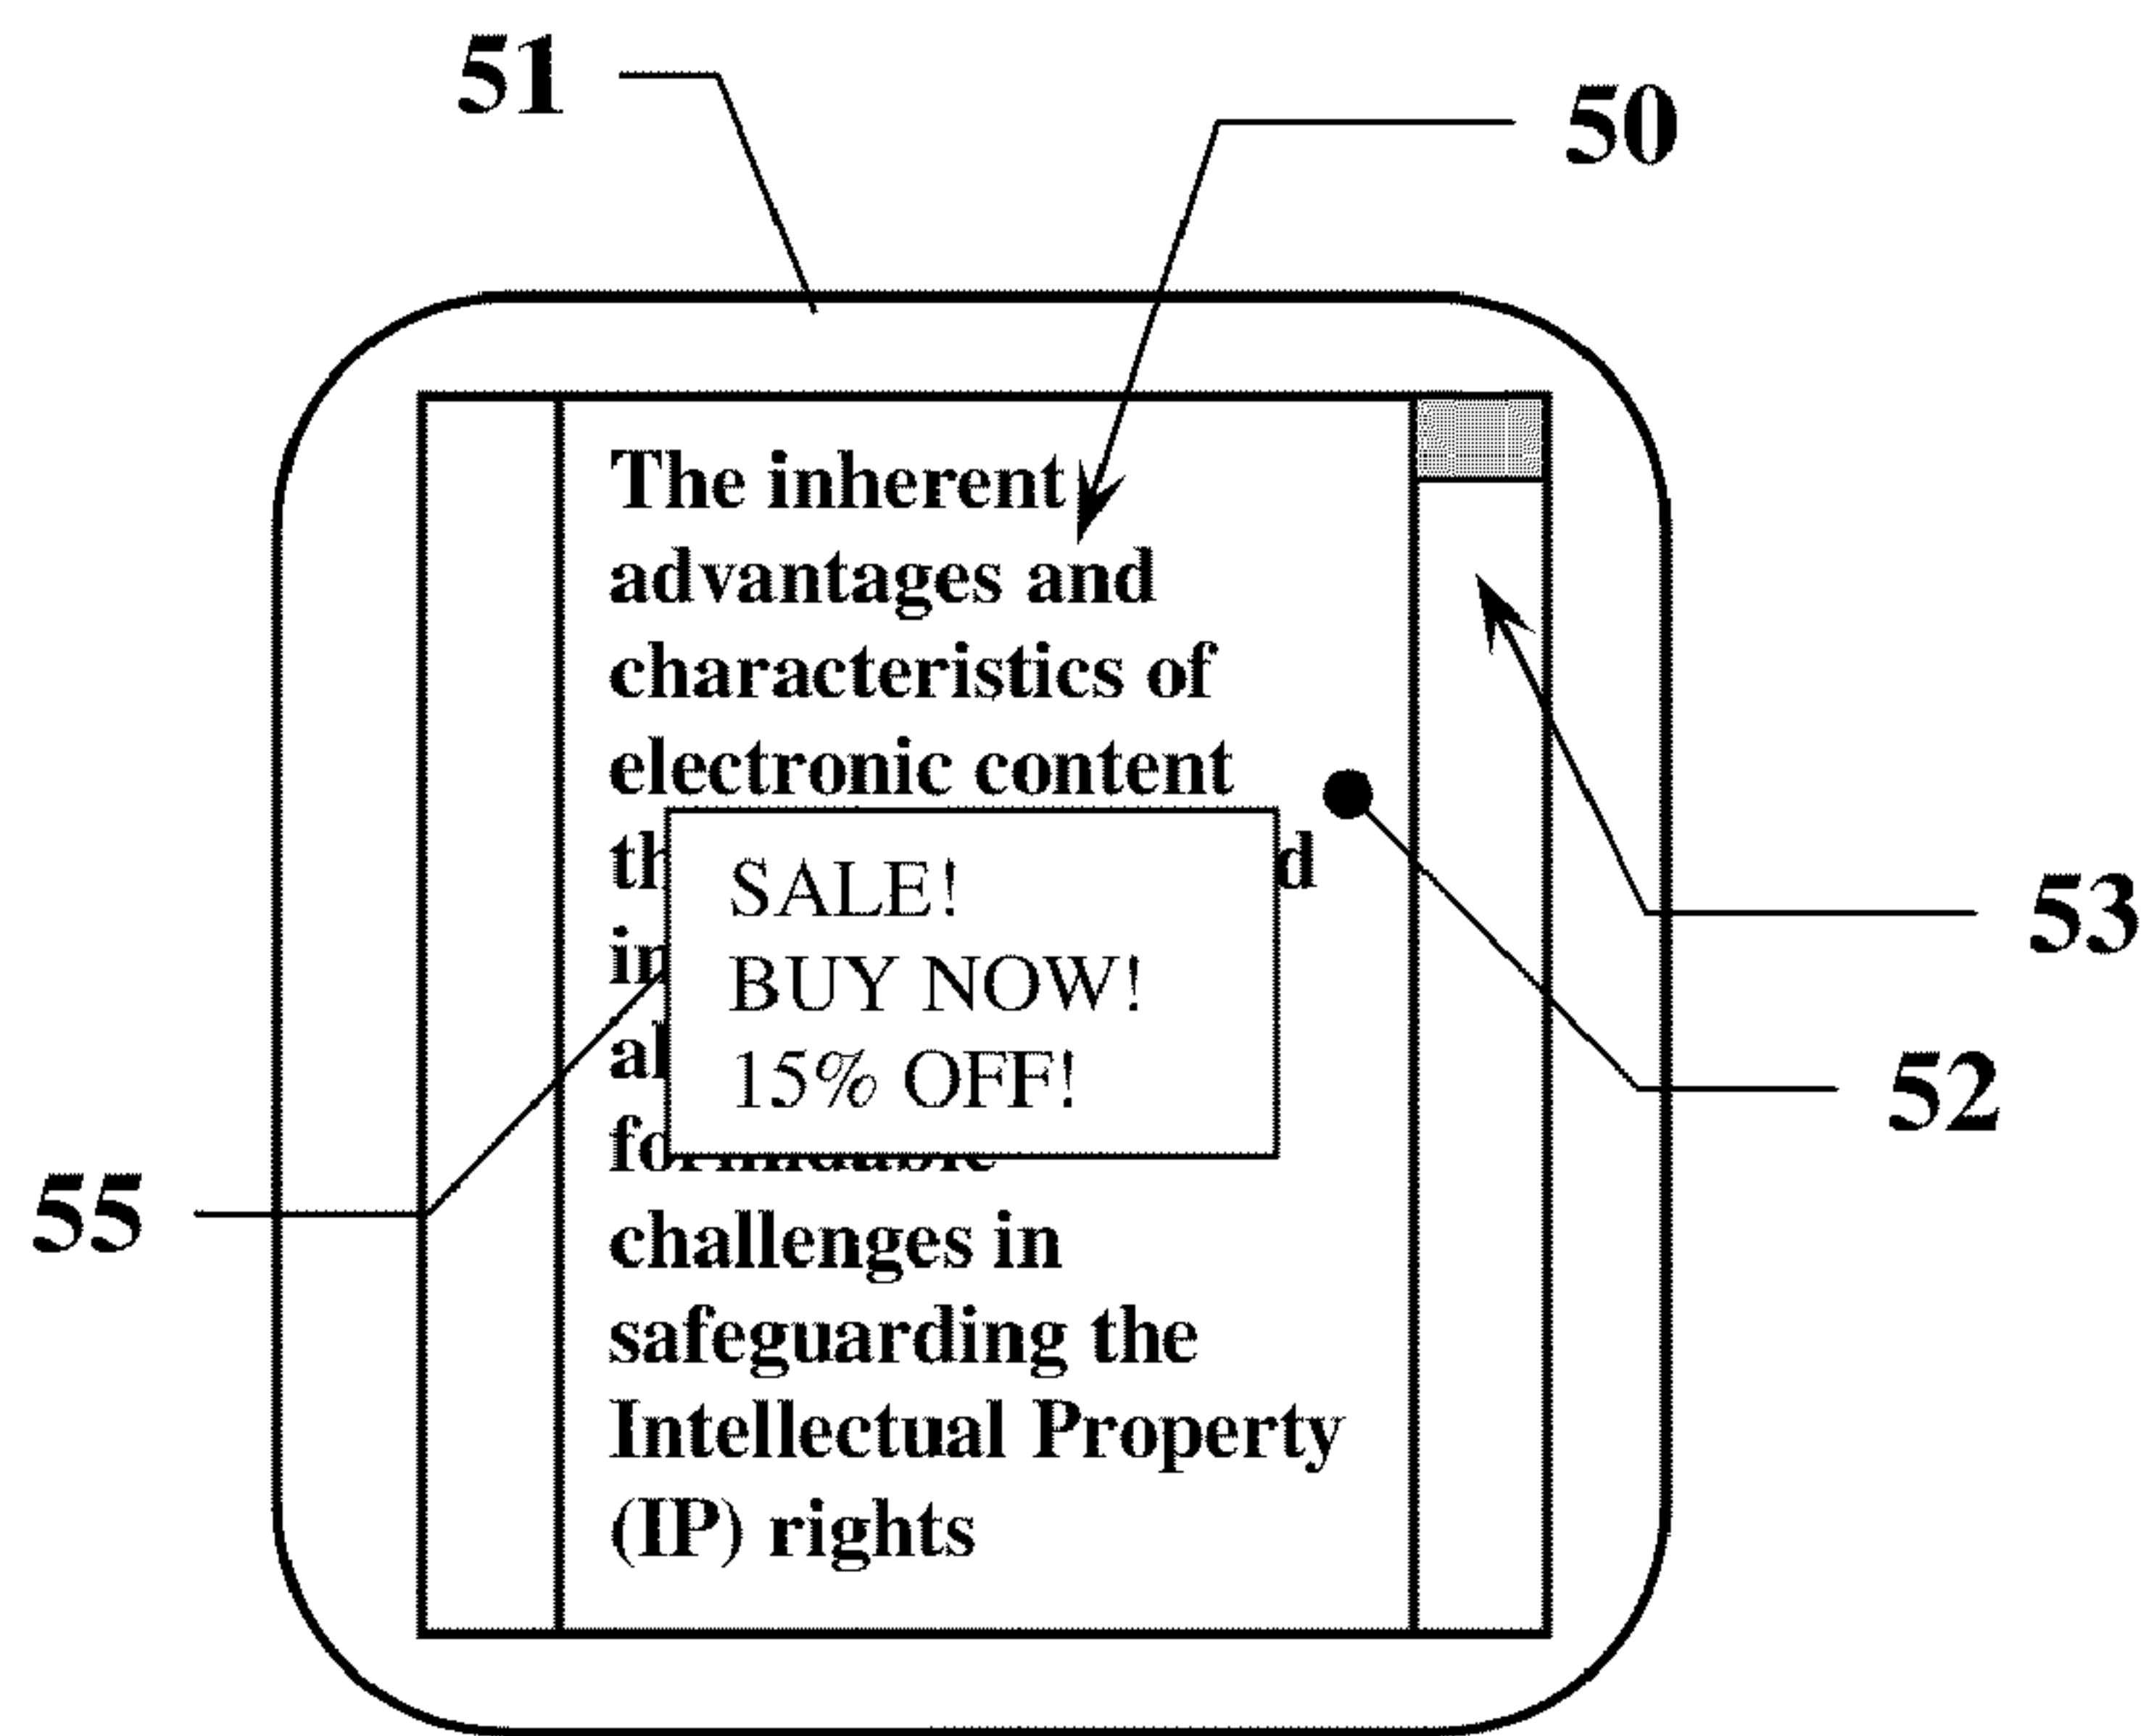 51
50
The inherent
advantages and
characteristics of
electronic content
SALE!
BUY NOW!
15% OFF!
53
52
55
challenges in
safeguarding the
Intellectual Property
(IP) rights